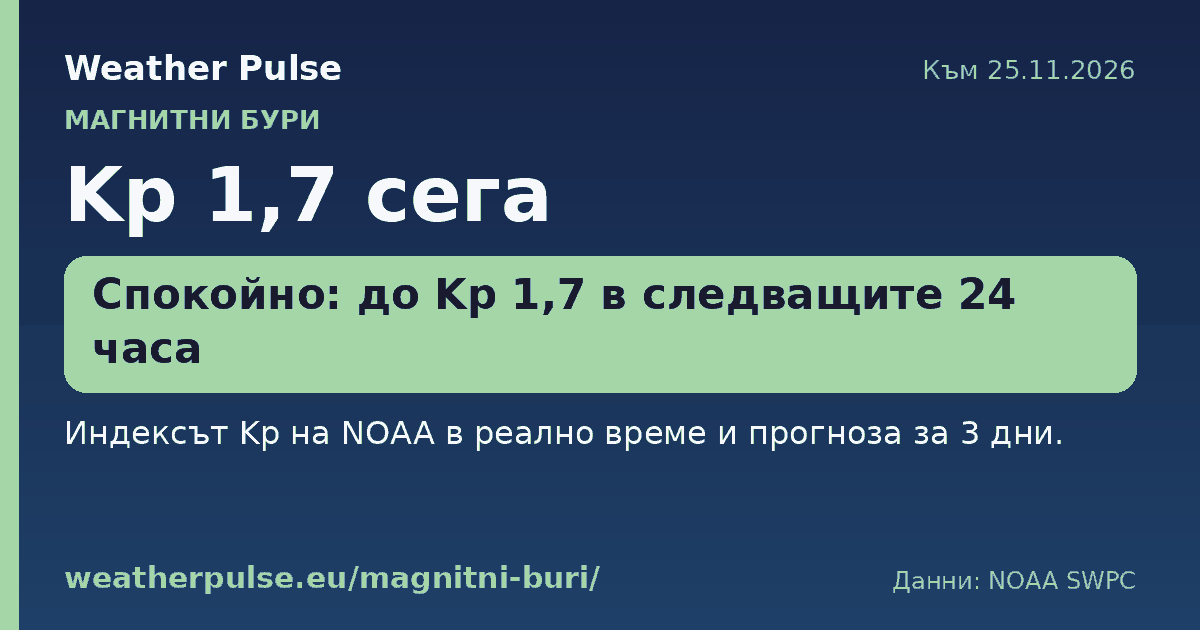 Weather Pulse
Към 25.11.2026
МАГНИТНИ БУРИ
Kp 1,7 сега
Спокойно: до Kp 1,7 в следващите 24
часа
Индексът Kp на NOAA в реално време и прогноза за 3 дни.
weatherpulse.eu/magnitni-buri/
Данни: NOAA SWPC